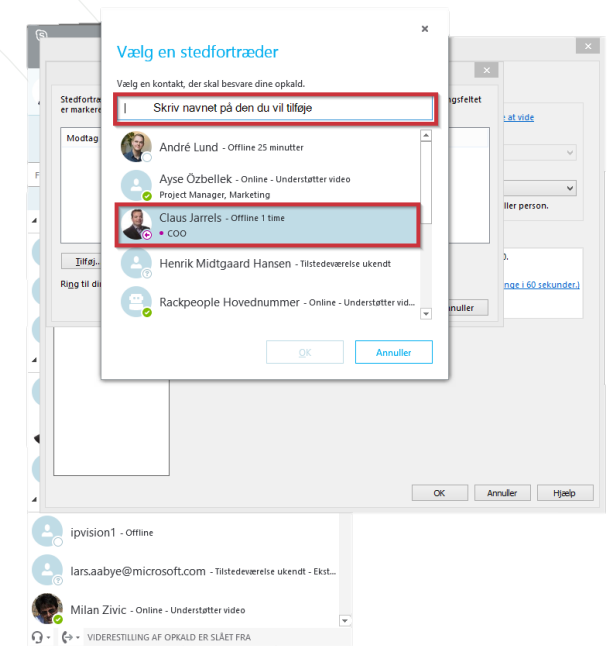 Vælg en stedfortræder
Vælg en kontakt, der skal besvare dine opkald.
Skriv navnet på den du vil tilføje
André Lund - Offline 25 minutter
Ayse Özbellek - Online - Understøtter video
Project Manager, Marketing
Claus Jarrels - Offline 1 time
• COO
Henrik Midtgaard Hansen - Tilstedeværelse ukendt
Rackpeople Hovednummer - Online - Understøtter vid...
OK
Annuller
Stedfortræ
er markere
ngsfeltet
Modtag
e at vide
ller person.
Tilføj...
Ring til di
nge i 60 sekunder.)
nnuller
OK
Annuller
Hjælp
ipvision1 - Offline
lars.aabye@microsoft.com - Tilstedeværelse ukendt - Ekst...
Milan Zivic - Online - Understøtter video
VIDERESTILLING AF OPKALD ER SLÅET FRA